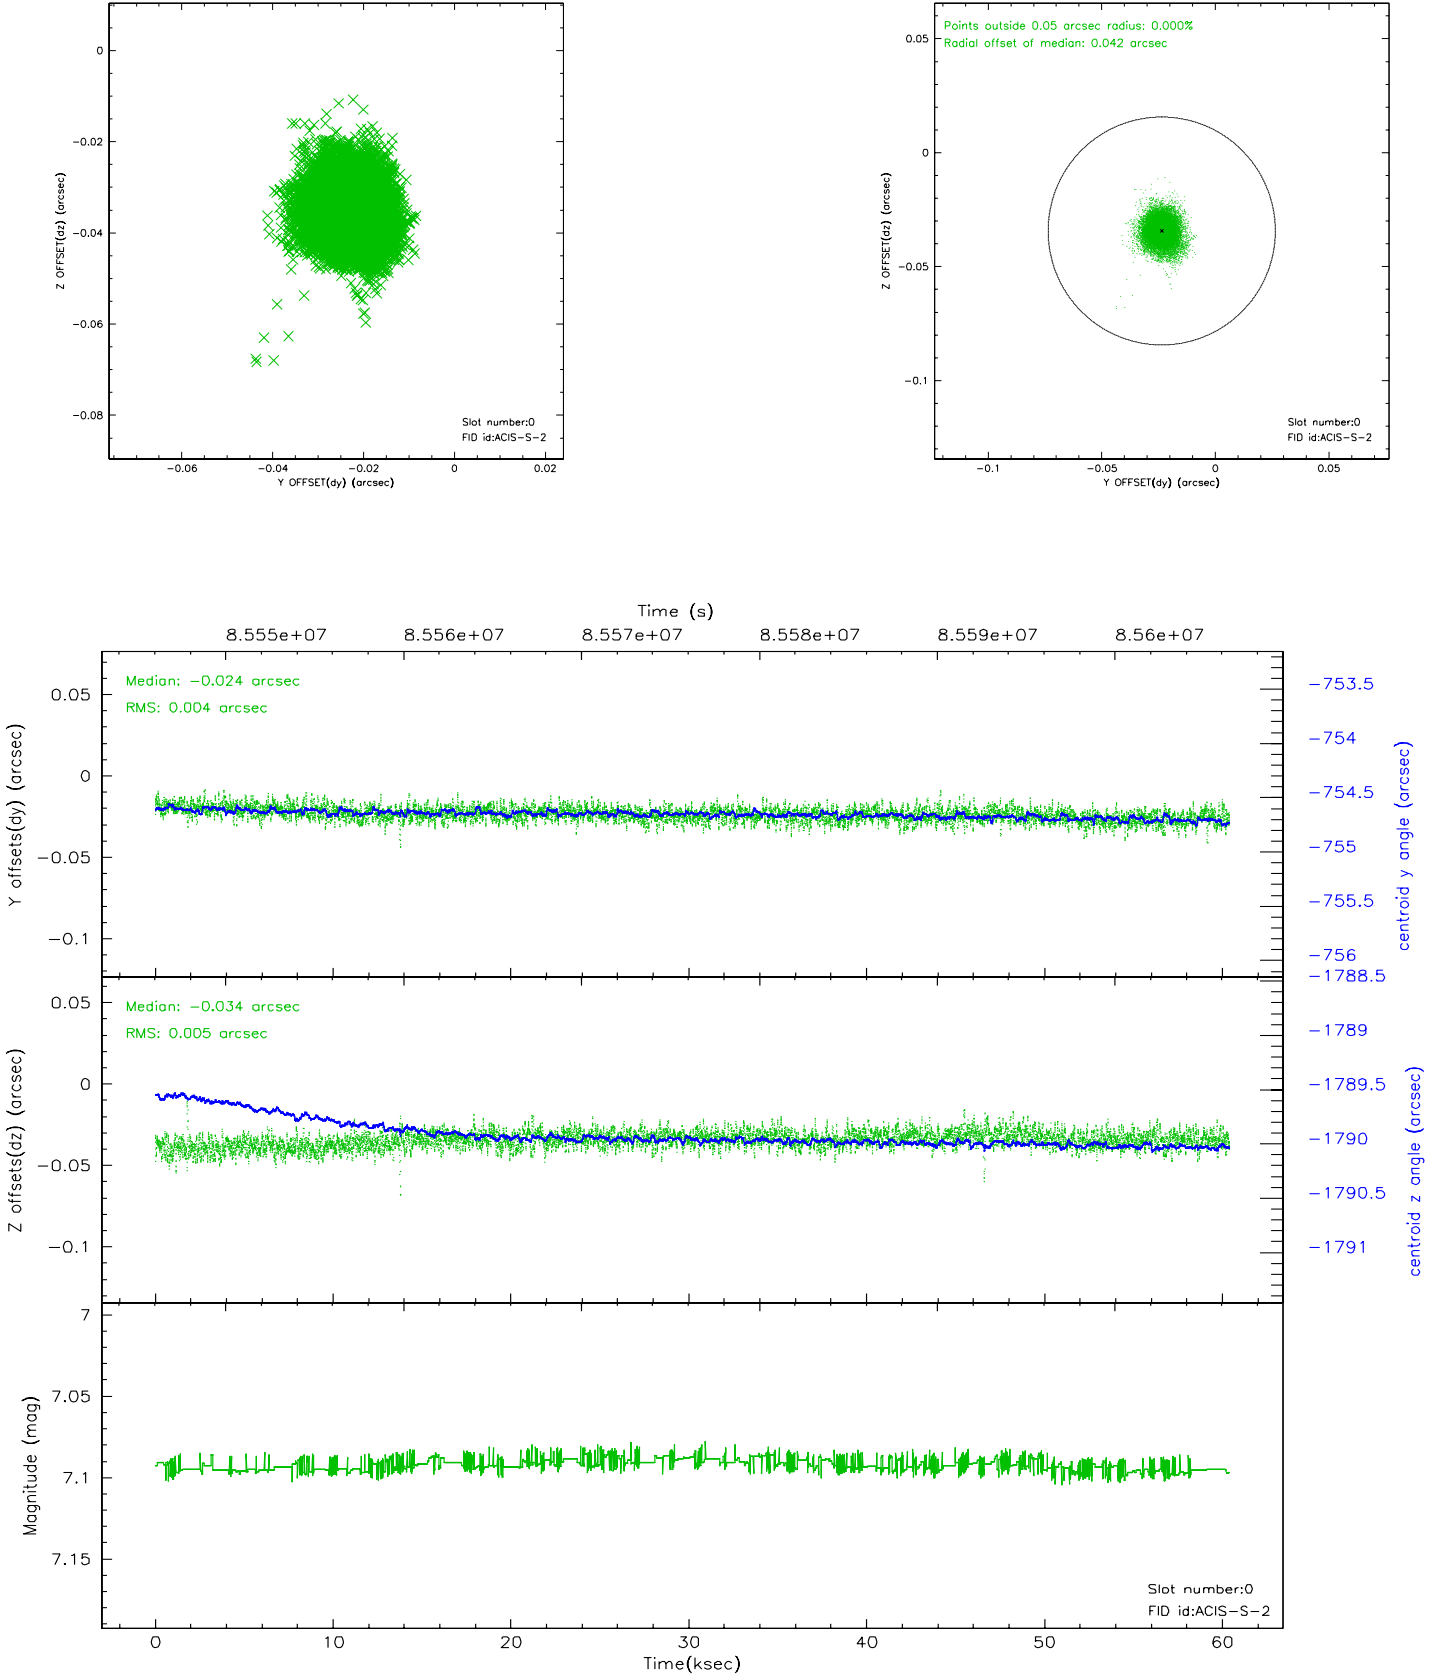 0
-0.02
-0.04
-0.06
-0.08
Z OFFSET(dz) (arcsec)
Slot number:0
FID id:ACIS-S-2
-0.06
-0.04
-0.02
0
0.02
Y OFFSET(dy) (arcsec)
Points outside 0.05 arcsec radius: 0.000%
Radial offset of median: 0.042 arcsec
0.05
0
-0.05
-0.1
Z OFFSET(dz) (arcsec)
Slot number:0
FID id:ACIS-S-2
-0.1
-0.05
0
0.05
Y OFFSET(dy) (arcsec)
Time (s)
8.555e+07
8.556e+07
8.557e+07
8.558e+07
8.559e+07
8.56e+07
Median: -0.024 arcsec
RMS: 0.004 arcsec
0.05
0
-0.05
-0.1
Y offsets(dy) (arcsec)
-753.5
-754
-754.5
-755
-755.5
-756
centroid y angle (arcsec)
Median: -0.034 arcsec
RMS: 0.005 arcsec
0.05
0
-0.05
-0.1
Z offsets(dz) (arcsec)
-1788.5
-1789
-1789.5
-1790
-1790.5
-1791
centroid z angle (arcsec)
7
7.05
7.1
7.15
Magnitude (mag)
Slot number:0
FID id:ACIS-S-2
0
10
20
30
40
50
60
Time(ksec)